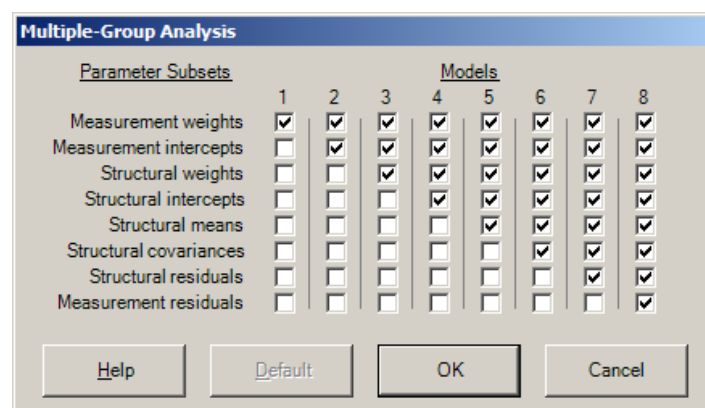 Multiple-Group Analysis
Parameter Subsets Models
1 2 3 4 5 6 7 8
Measurement weights
Measurement intercepts
Structural weights
Structural intercepts
Structural means
Structural covariances
Structural residuals
Measurement residuals
Help Default OK Cancel